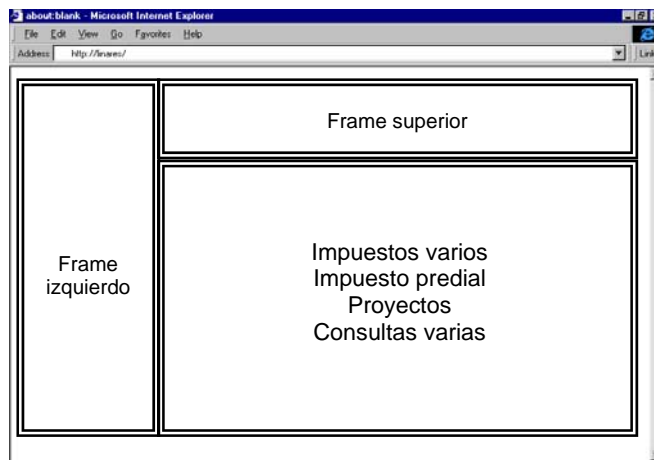 about:blank - Microsoft Internet Explorer
File Edit View Go Favorites Help
Address http://linares/ Link
Frame superior
Frame
izquierdo
Impuestos varios
Impuesto predial
Proyectos
Consultas varias